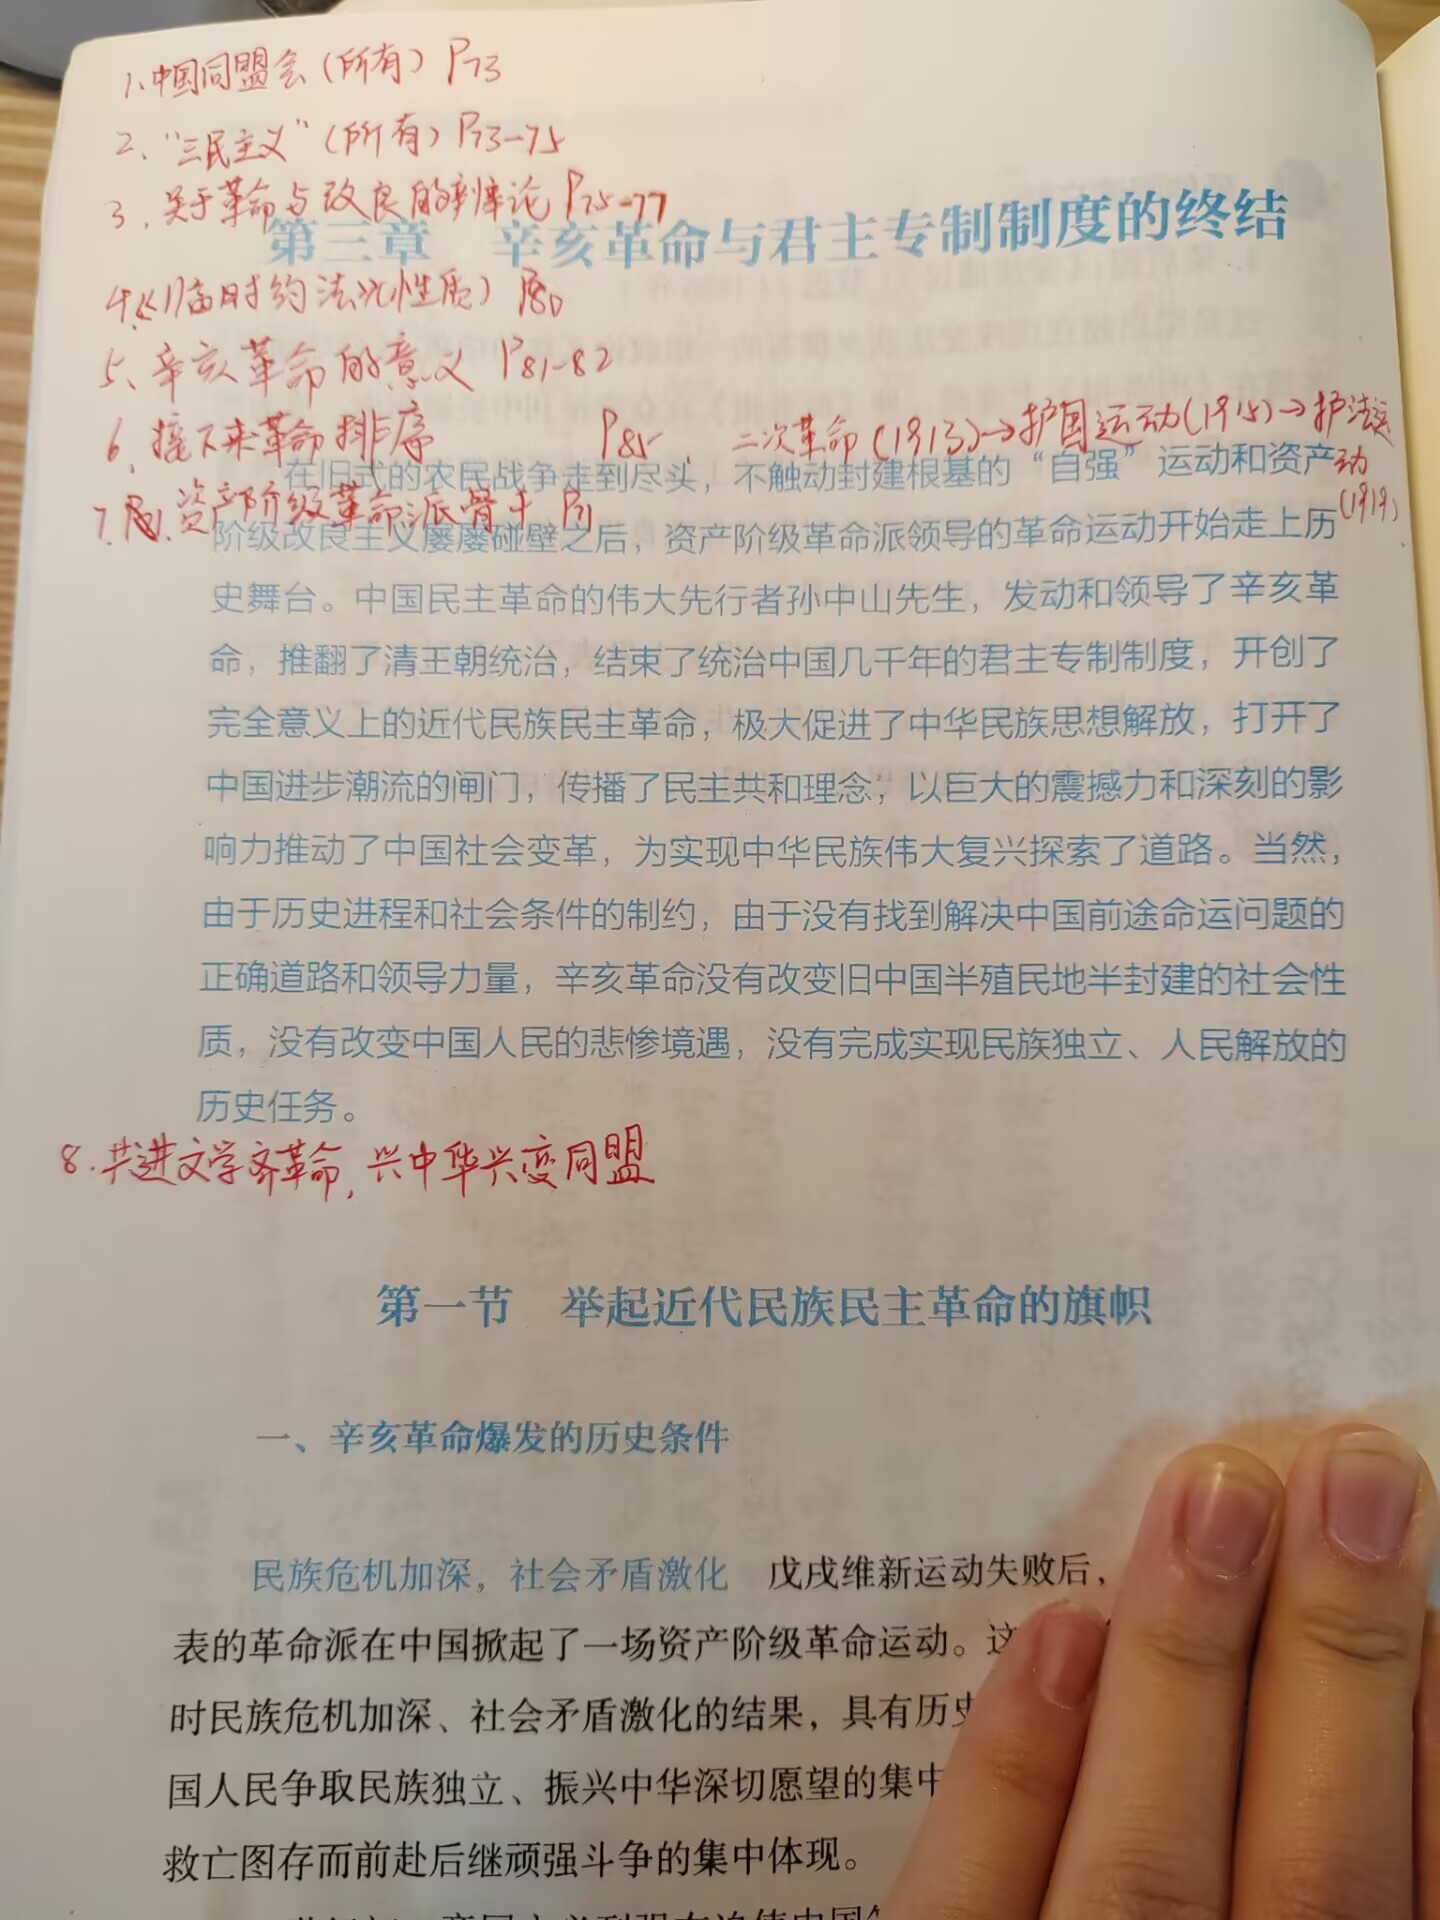 1、中国同盟会（所有）P73
2、“三民主义”（所有）P73-75
3、关于革命与改良的辩论P75-77
第三章 辛亥革命与君主专制制度的终结
4、《临时约法》（性质）P80
5、辛亥革命的意义 P81-82
6、接下来革命排序 P85、二次革命(1913)→护国运动(1915)→护法运动(1919)
在旧式的农民战争走到尽头，不触动封建根基的“自强”运动和资产
7、资产阶级革命派骨干 P71
阶级改良主义屡屡碰壁之后，资产阶级革命派领导的革命运动开始走上历
史舞台。中国民主革命的伟大先行者孙中山先生，发动和领导了辛亥革
命，推翻了清王朝统治，结束了统治中国几千年的君主专制制度，开创了
完全意义上的近代民族民主革命，极大促进了中华民族思想解放，打开了
中国进步潮流的闸门，传播了民主共和理念，以巨大的震撼力和深刻的影
响力推动了中国社会变革，为实现中华民族伟大复兴探索了道路。当然，
由于历史进程和社会条件的制约，由于没有找到解决中国前途命运问题的
正确道路和领导力量，辛亥革命没有改变旧中国半殖民地半封建的社会性
质，没有改变中国人民的悲惨境遇，没有完成实现民族独立、人民解放的
历史任务。
8.共进文学齐革命，兴中华兴变同盟
第一节 举起近代民族民主革命的旗帜
一、辛亥革命爆发的历史条件
民族危机加深，社会矛盾激化 戊戌维新运动失败后，
表的革命派在中国掀起了一场资产阶级革命运动。这
时民族危机加深、社会矛盾激化的结果，具有历史
国人民争取民族独立、振兴中华深切愿望的集中
救亡图存而前赴后继顽强斗争的集中体现。